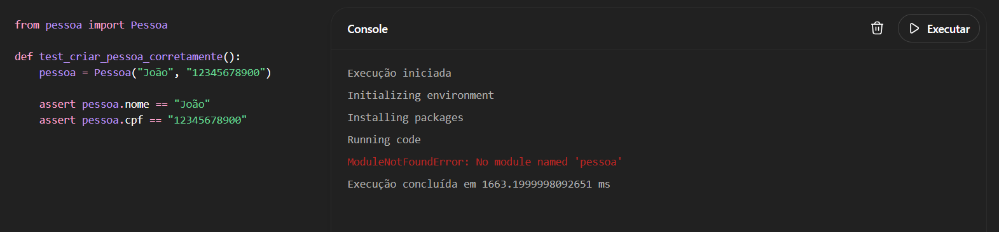 from pessoa import Pessoa
def test_criar_pessoa_corretamente():
    pessoa = Pessoa("João", "12345678900")
    assert pessoa.nome == "João"
    assert pessoa.cpf == "12345678900"
Console
Executar
Execução iniciada
Initializing environment
Installing packages
Running code
ModuleNotFoundError: No module named 'pessoa'
Execução concluída em 1663.1999998092651 ms